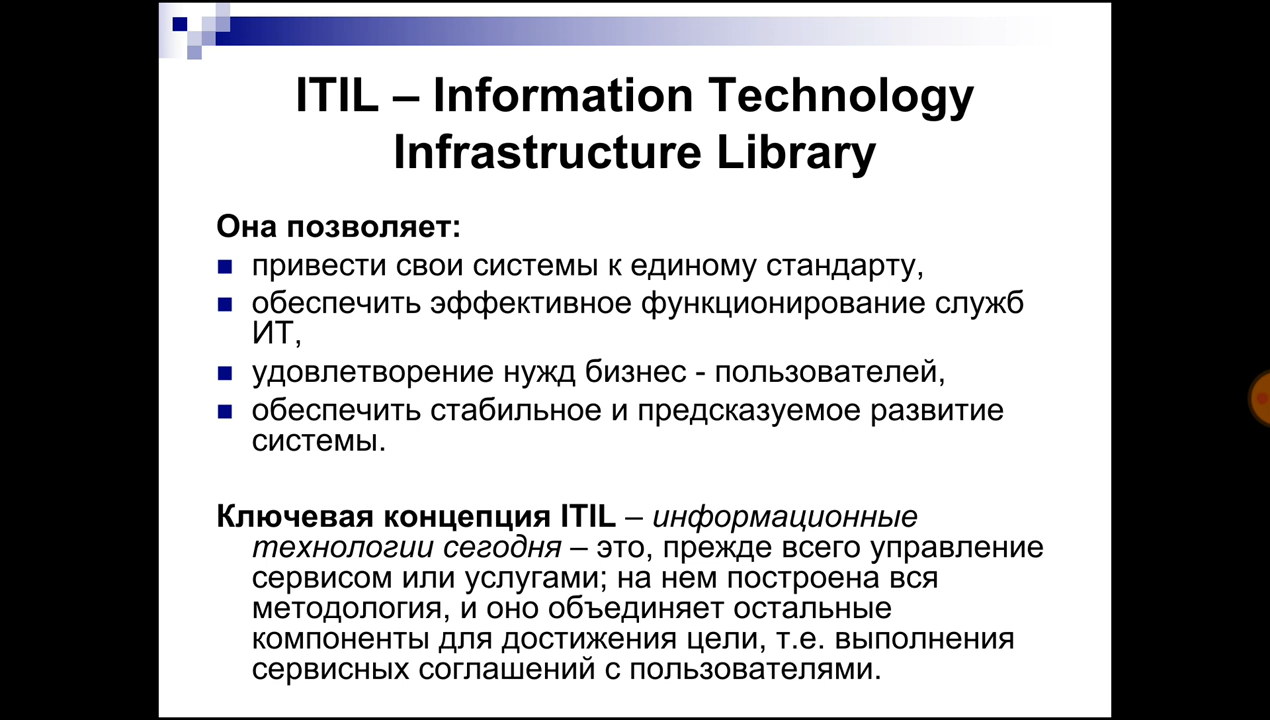 ITIL – Information Technology
Infrastructure Library
Она позволяет:
привести свои системы к единому стандарту,
обеспечить эффективное функционирование служб
ИТ,
удовлетворение нужд бизнес - пользователей,
обеспечить стабильное и предсказуемое развитие
системы.
Ключевая концепция ITIL – информационные
технологии сегодня – это, прежде всего управление
сервисом или услугами; на нем построена вся
методология, и оно объединяет остальные
компоненты для достижения цели, т.е. выполнения
сервисных соглашений с пользователями.